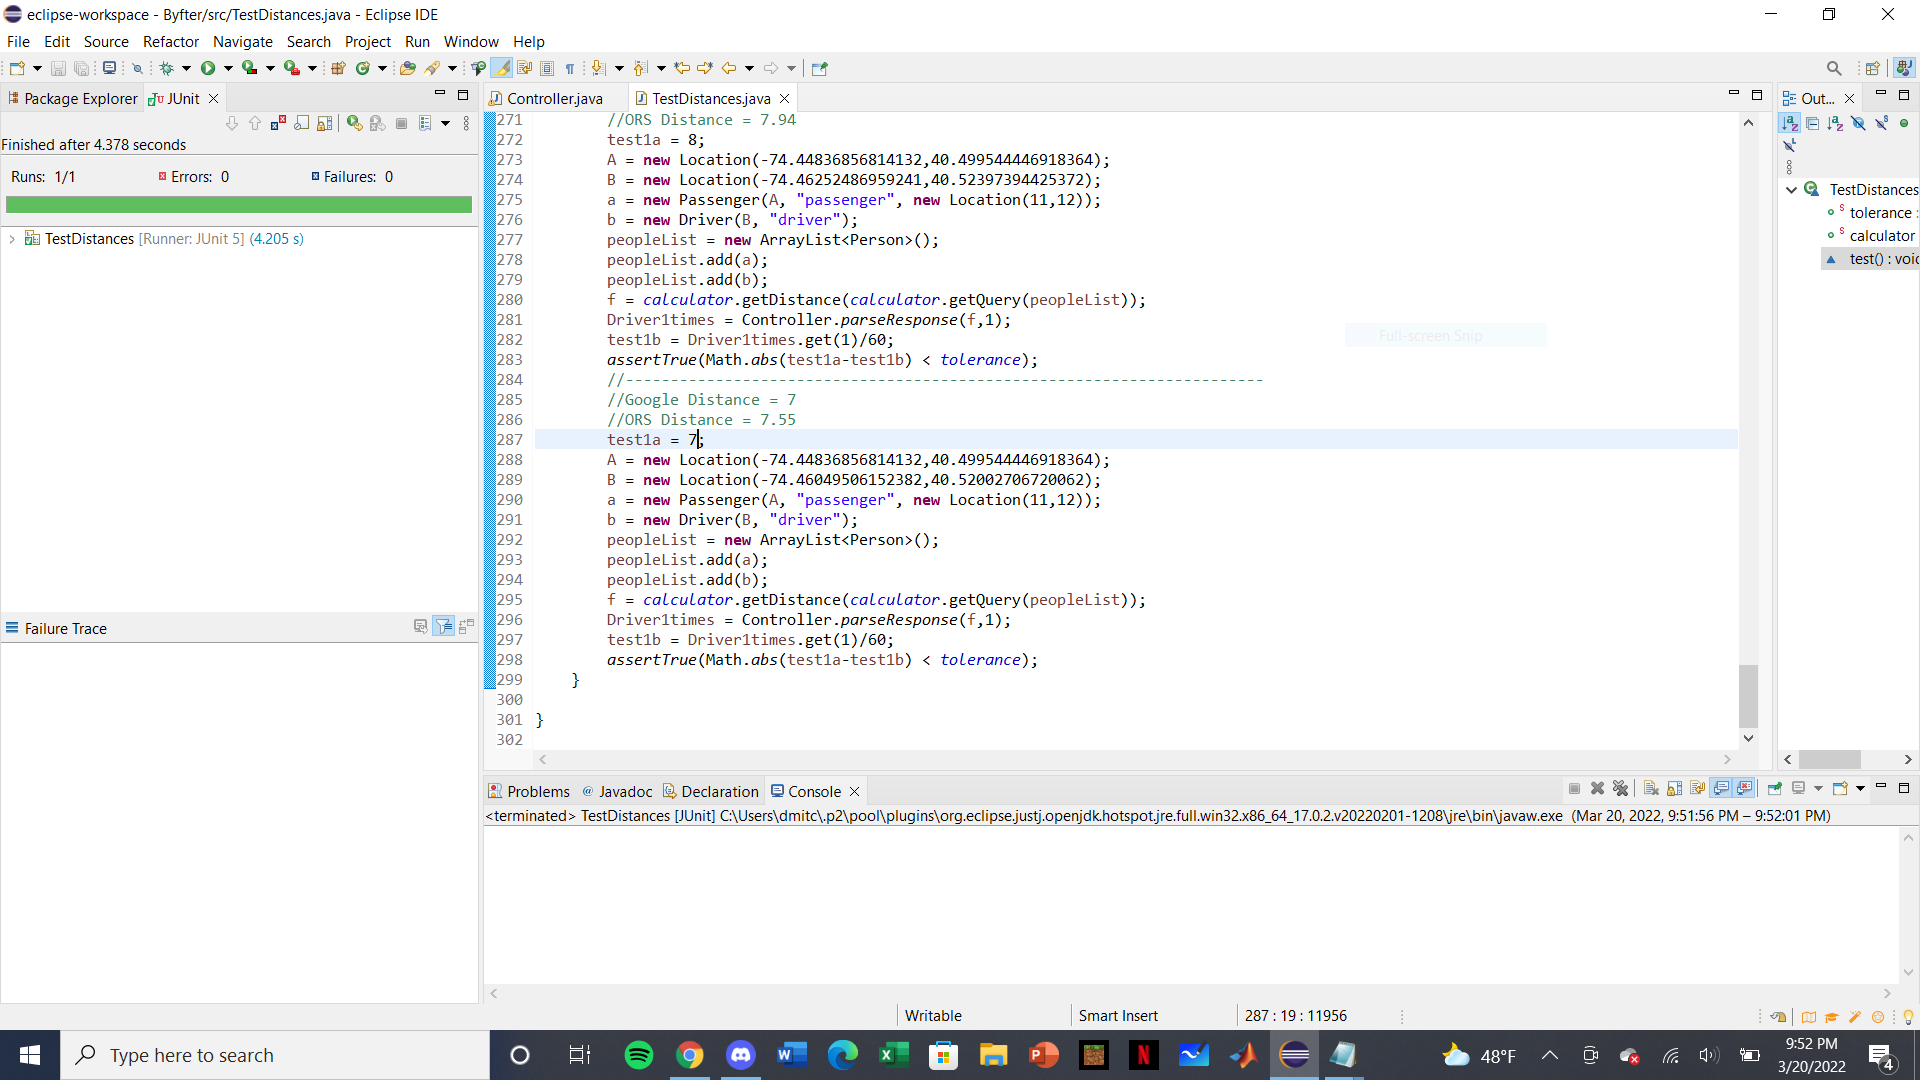 eclipse-workspace - Byfter/src/TestDistances.java - Eclipse IDE
File Edit Source Refactor Navigate Search Project Run Window Help
Package Explorer JUnit
Finished after 4.378 seconds
Runs: 1/1 Errors: 0 Failures: 0
TestDistances [Runner: JUnit 5] (4.205 s)
Failure Trace
Controller.java TestDistances.java
271 //ORS Distance = 7.94
272 test1a = 8;
273 A = new Location(-74.44836856814132,40.499544446918364);
274 B = new Location(-74.46252486959241,40.52397394425372);
275 a = new Passenger(A, "passenger", new Location(11,12));
276 b = new Driver(B, "driver");
277 peopleList = new ArrayList<Person>();
278 peopleList.add(a);
279 peopleList.add(b);
280 f = calculator.getDistance(calculator.getQuery(peopleList));
281 Driver1times = Controller.parseResponse(f,1);
282 test1b = Driver1times.get(1)/60;
283 assertTrue(Math.abs(test1a-test1b) < tolerance);
284 //-----------------------------------------------------------------------
285 //Google Distance = 7
286 //ORS Distance = 7.55
287 test1a = 7;
288 A = new Location(-74.44836856814132,40.499544446918364);
289 B = new Location(-74.46049506152382,40.52002706720062);
290 a = new Passenger(A, "passenger", new Location(11,12));
291 b = new Driver(B, "driver");
292 peopleList = new ArrayList<Person>();
293 peopleList.add(a);
294 peopleList.add(b);
295 f = calculator.getDistance(calculator.getQuery(peopleList));
296 Driver1times = Controller.parseResponse(f,1);
297 test1b = Driver1times.get(1)/60;
298 assertTrue(Math.abs(test1a-test1b) < tolerance);
299 }
300
301 }
302
Full-screen Snip
Out...
TestDistances
tolerance :
calculator
test() : voic
Problems @ Javadoc Declaration Console
<terminated> TestDistances [JUnit] C:\Users\dmitc\.p2\pool\plugins\org.eclipse.justj.openjdk.hotspot.jre.full.win32.x86_64_17.0.2.v20220201-1208\jre\bin\javaw.exe (Mar 20, 2022, 9:51:56 PM – 9:52:01 PM)
Writable Smart Insert 287 : 19 : 11956
Type here to search
48°F
9:52 PM
3/20/2022
4